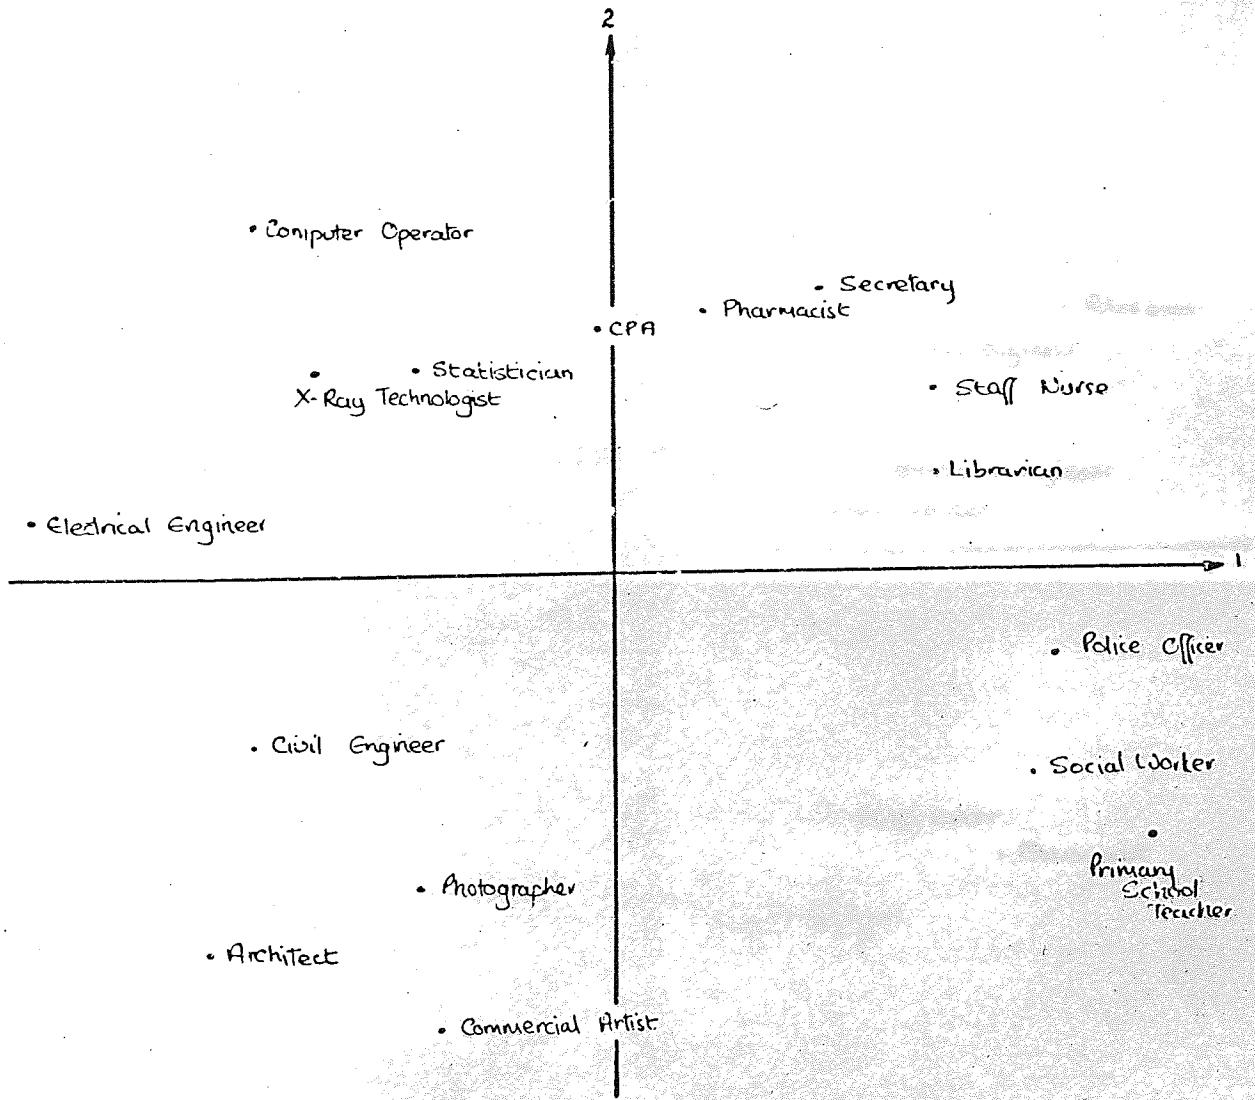 2
Computer Operator
Secretary
Pharmacist
CPA
Statistician
X-Ray Technologist
Staff Nurse
Librarian
Electrical Engineer
1
Police Officer
Civil Engineer
Social Worker
Primary
School
Teacher
Photographer
Architect
Commercial Artist